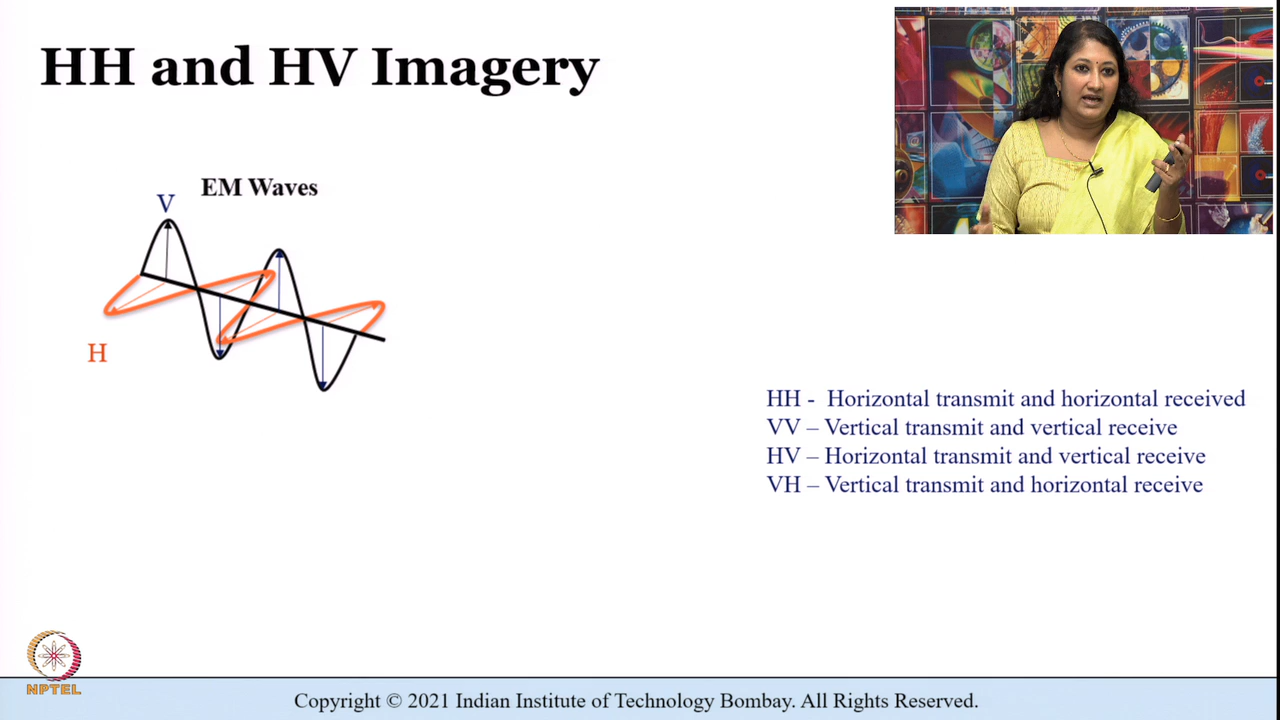 HH and HV Imagery
EM Waves
V
H
HH - Horizontal transmit and horizontal received
VV – Vertical transmit and vertical receive
HV – Horizontal transmit and vertical receive
VH – Vertical transmit and horizontal receive
NPTEL
Copyright © 2021 Indian Institute of Technology Bombay. All Rights Reserved.